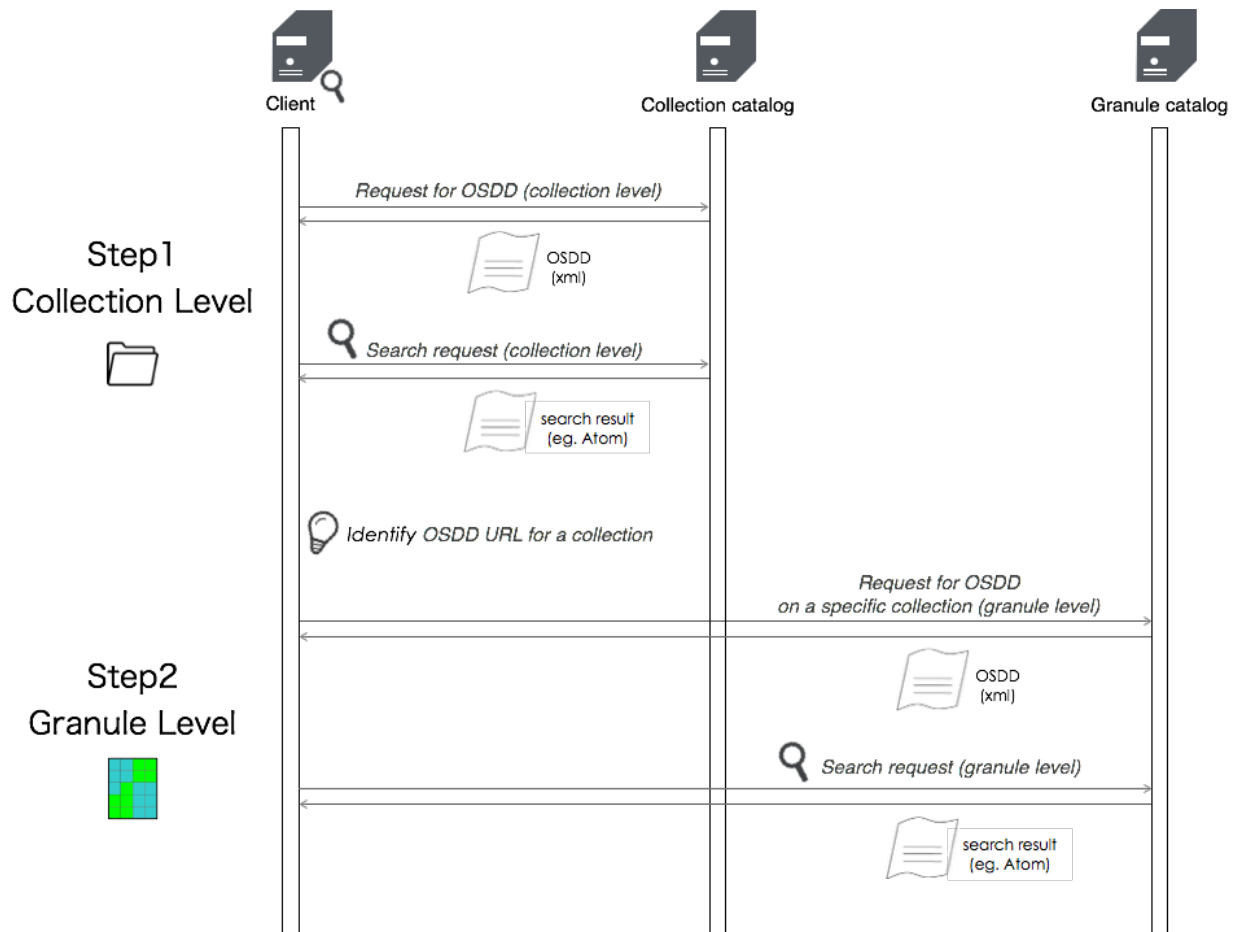 Client
Collection catalog
Granule catalog
Request for OSDD (collection level)
Step1
Collection Level
OSDD
(xml)
Search request (collection level)
search result
(eg. Atom)
Identify OSDD URL for a collection
Request for OSDD
on a specific collection (granule level)
Step2
Granule Level
OSDD
(xml)
Search request (granule level)
search result
(eg. Atom)